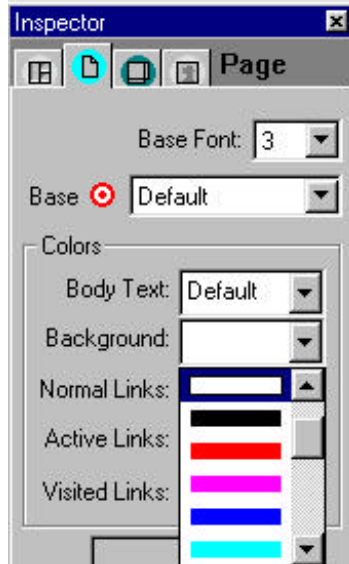 Inspector
Page
Base Font: 3
Base Default
Colors
Body Text: Default
Background:
Normal Links:
Active Links:
Visited Links: